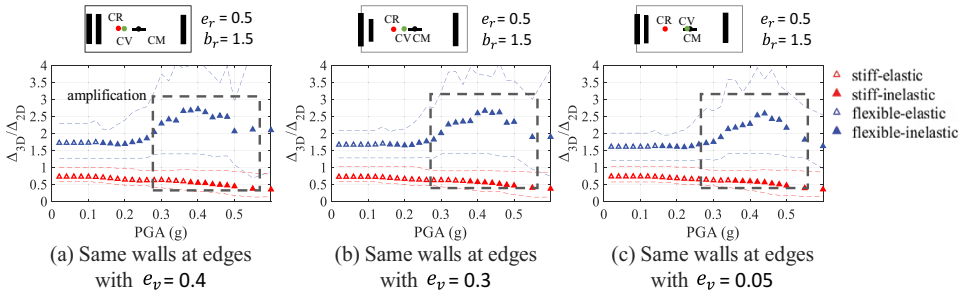 CR
CV
CM
e_r = 0.5
b_r = 1.5
CR
CV CM
e_r = 0.5
b_r = 1.5
CR
CV
CM
e_r = 0.5
b_r = 1.5
Δ3D/Δ2D
4
3.5
3
2.5
2
1.5
1
0.5
0
amplification
0 0.1 0.2 0.3 0.4 0.5
PGA (g)
Δ3D/Δ2D
4
3.5
3
2.5
2
1.5
1
0.5
0
0 0.1 0.2 0.3 0.4 0.5
PGA (g)
Δ3D/Δ2D
4
3.5
3
2.5
2
1.5
1
0.5
0
0 0.1 0.2 0.3 0.4 0.5
PGA (g)
stiff-elastic
stiff-inelastic
flexible-elastic
flexible-inelastic
(a) Same walls at edges
with e_v = 0.4
(b) Same walls at edges
with e_v = 0.3
(c) Same walls at edges
with e_v = 0.05